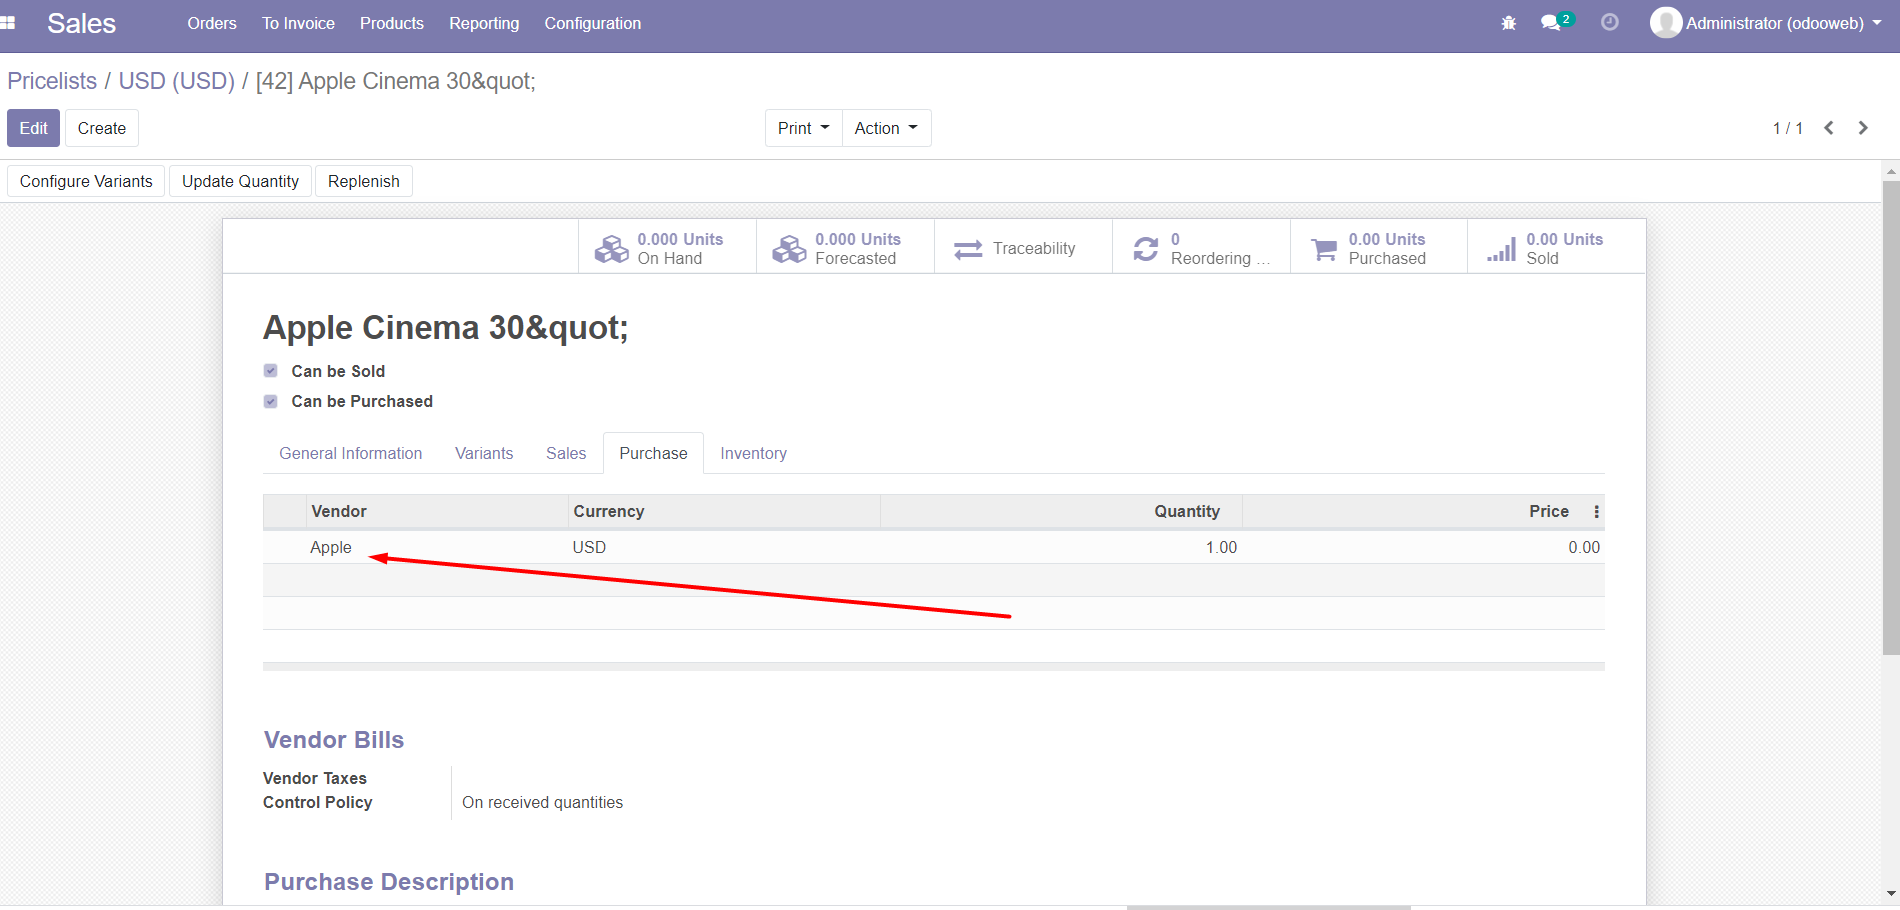 Sales Orders To Invoice Products Reporting Configuration 2 Administrator (odooweb)
Pricelists / USD (USD) / [42] Apple Cinema 30&quot;
Edit Create Print Action 1 / 1
Configure Variants Update Quantity Replenish
0.000 Units
On Hand
0.000 Units
Forecasted
Traceability
0
Reordering ...
0.00 Units
Purchased
0.00 Units
Sold
Apple Cinema 30&quot;
Can be Sold
Can be Purchased
General Information Variants Sales Purchase Inventory
Vendor Currency Quantity Price
Apple USD 1.00 0.00
Vendor Bills
Vendor Taxes
Control Policy On received quantities
Purchase Description